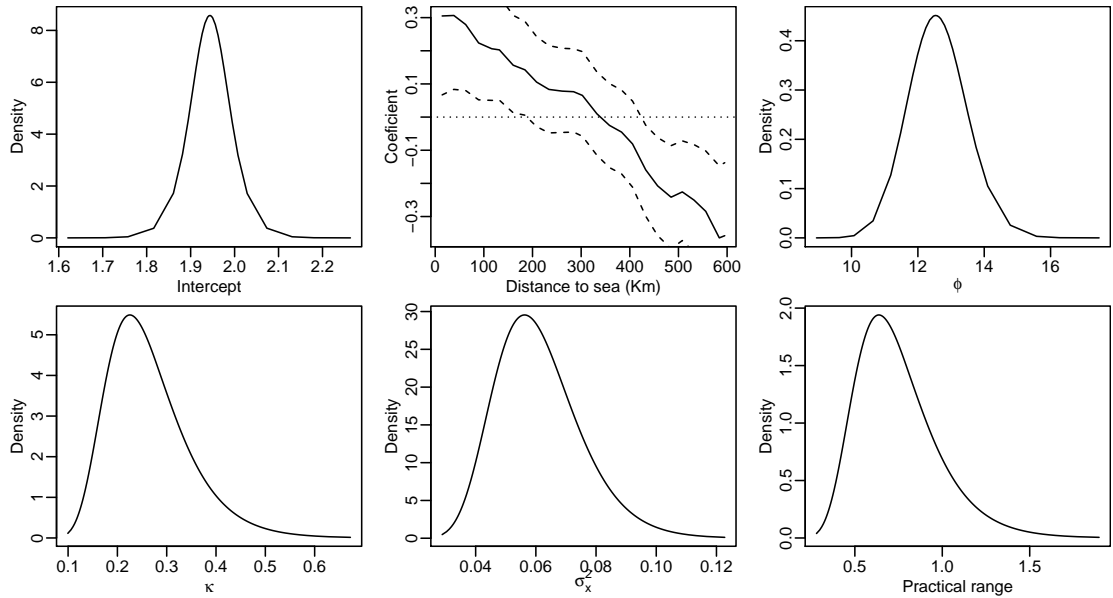 Density
0 2 4 6 8
1.6 1.7 1.8 1.9 2.0 2.1 2.2
Intercept
Coeficient
−0.3 −0.1 0.1 0.3
0 100 200 300 400 500 600
Distance to sea (Km)
Density
0.0 0.1 0.2 0.3 0.4
10 12 14 16
ϕ
Density
0 1 2 3 4 5
0.1 0.2 0.3 0.4 0.5 0.6
κ
Density
0 5 10 15 20 25 30
0.04 0.06 0.08 0.10 0.12
σ²ₓ
Density
0.0 0.5 1.0 1.5 2.0
0.5 1.0 1.5
Practical range